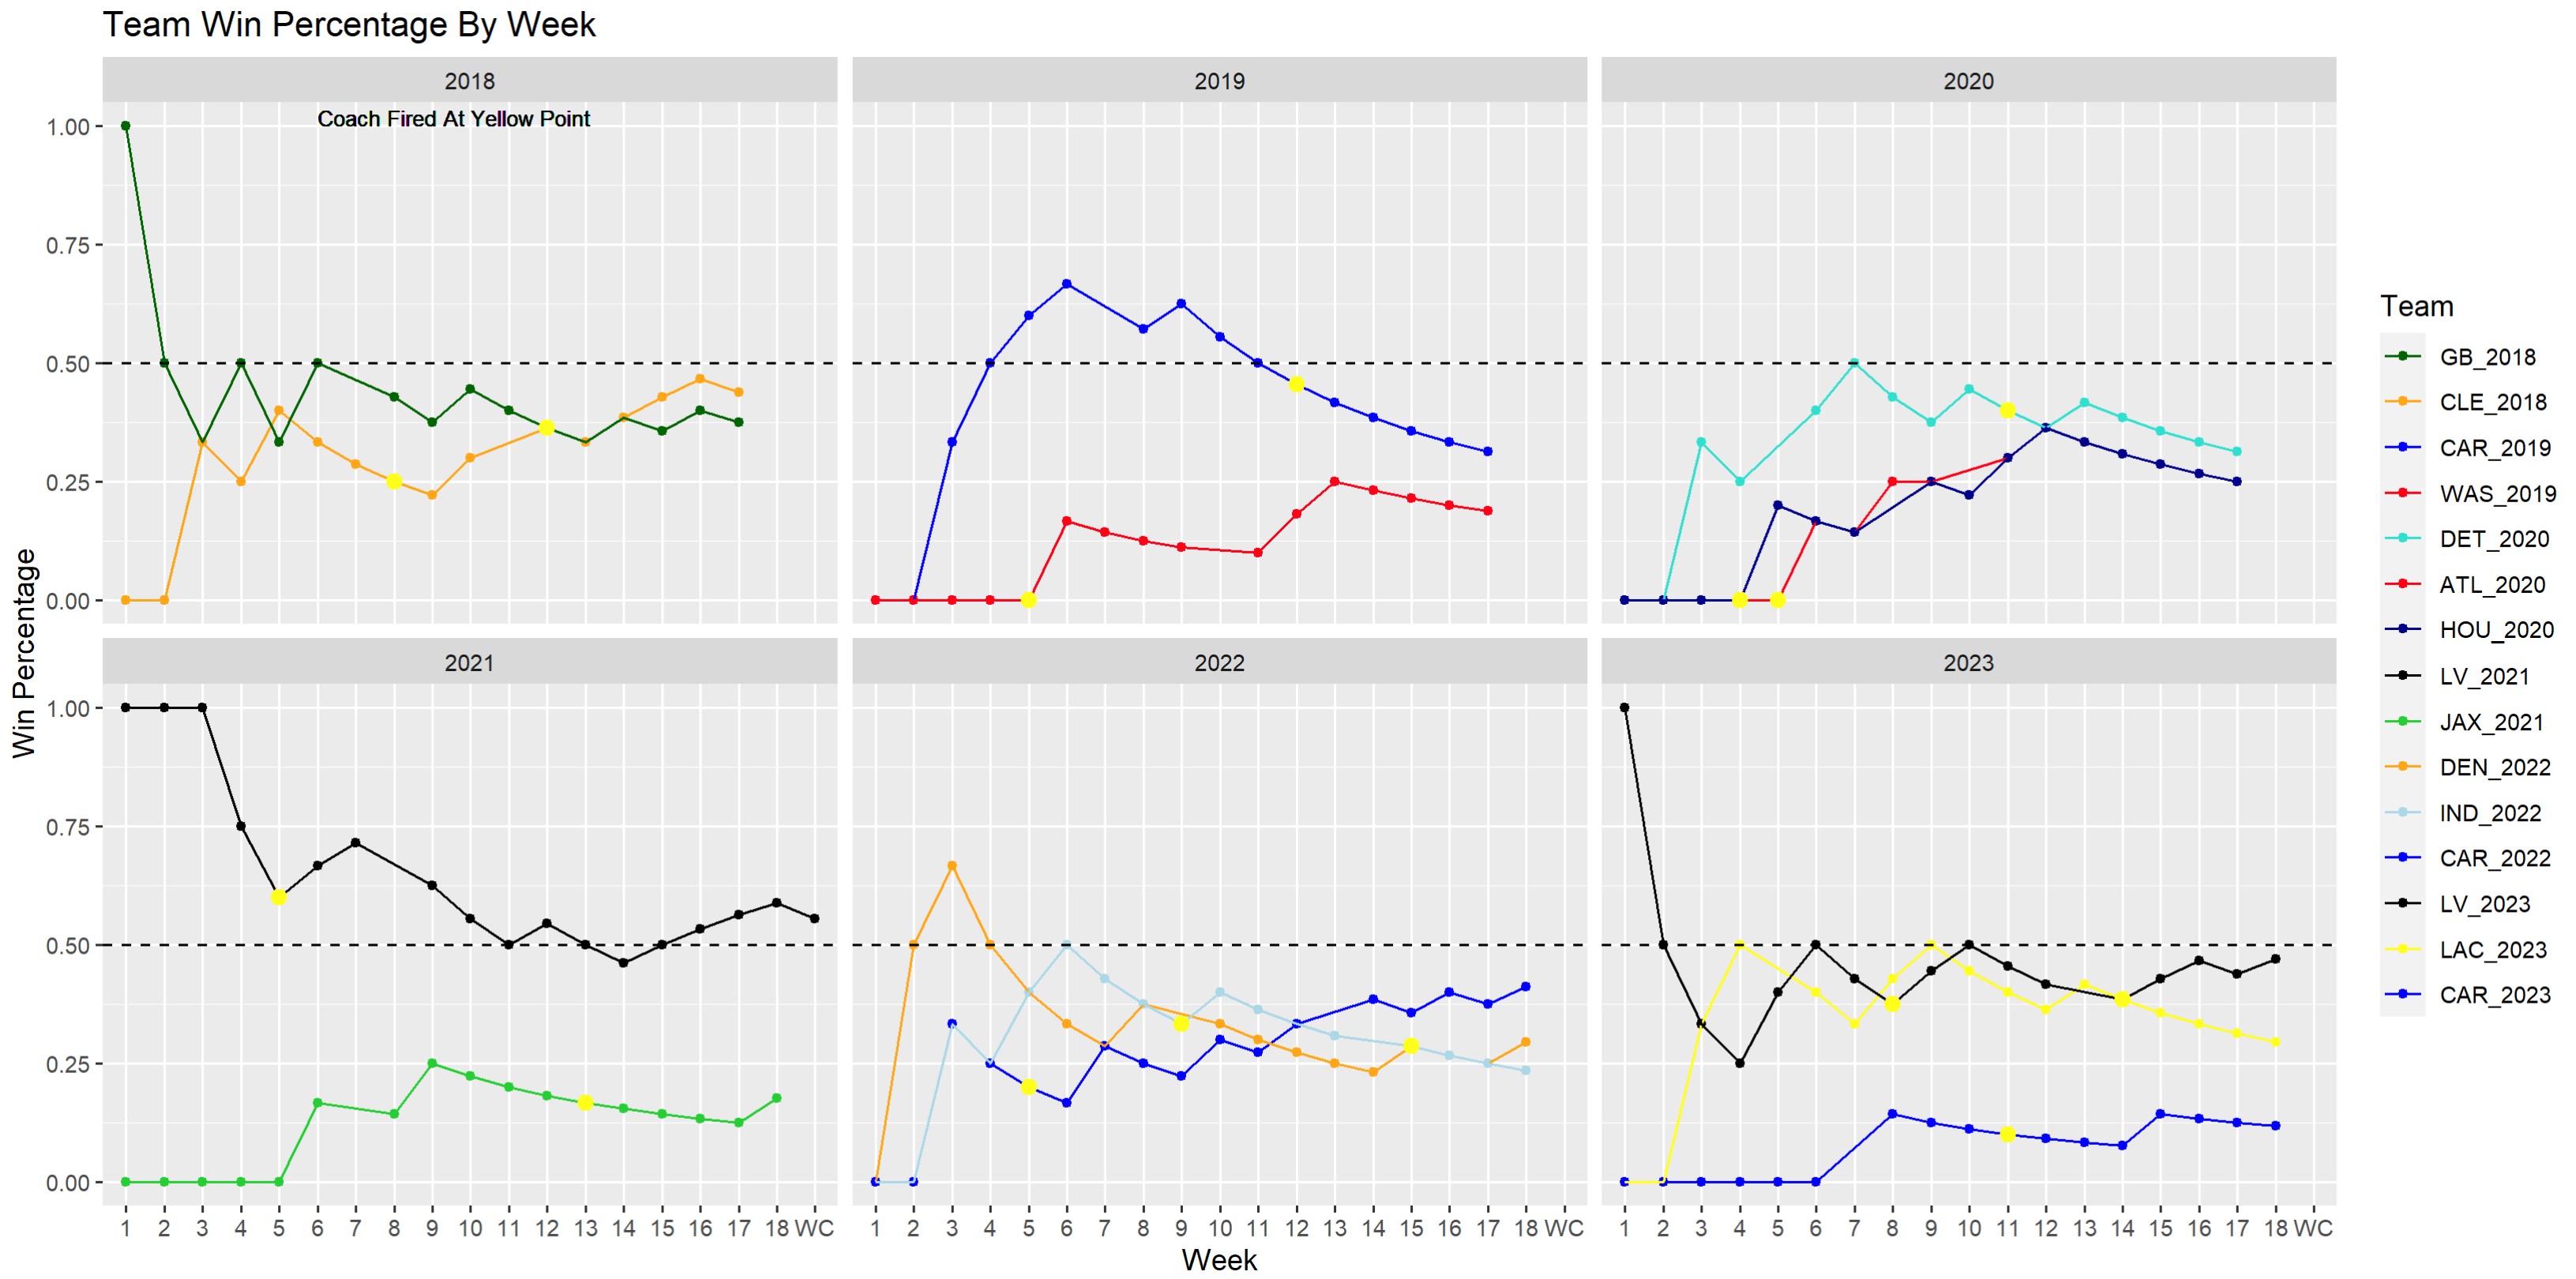 Team Win Percentage By Week
2018
2019
2020
Coach Fired At Yellow Point
1.00
0.75
0.50
0.25
0.00
2021
2022
2023
1.00
0.75
0.50
0.25
0.00
1 2 3 4 5 6 7 8 9 10 11 12 13 14 15 16 17 18 WC
1 2 3 4 5 6 7 8 9 10 11 12 13 14 15 16 17 18 WC
1 2 3 4 5 6 7 8 9 10 11 12 13 14 15 16 17 18 WC
Week
Win Percentage
Team
GB_2018
CLE_2018
CAR_2019
WAS_2019
DET_2020
ATL_2020
HOU_2020
LV_2021
JAX_2021
DEN_2022
IND_2022
CAR_2022
LV_2023
LAC_2023
CAR_2023